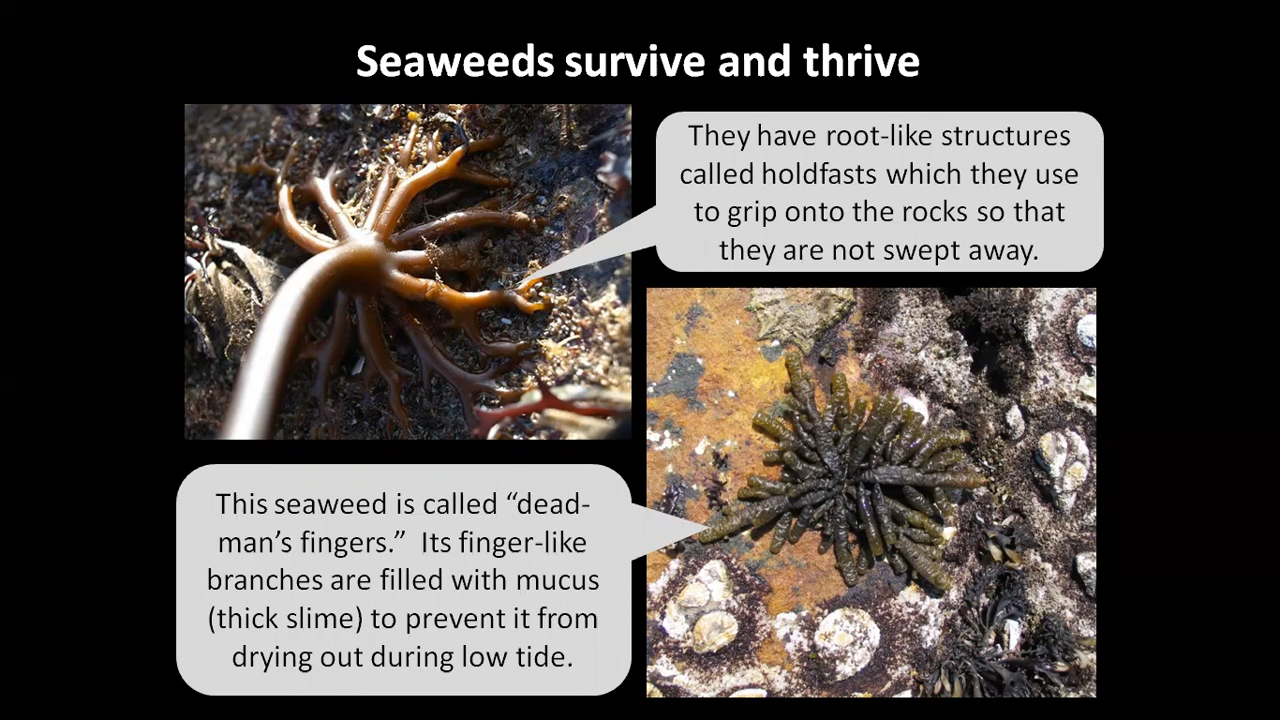 Seaweeds survive and thrive
They have root-like structures
called holdfasts which they use
to grip onto the rocks so that
they are not swept away.
This seaweed is called “dead-
man’s fingers.”  Its finger-like
branches are filled with mucus
(thick slime) to prevent it from
drying out during low tide.